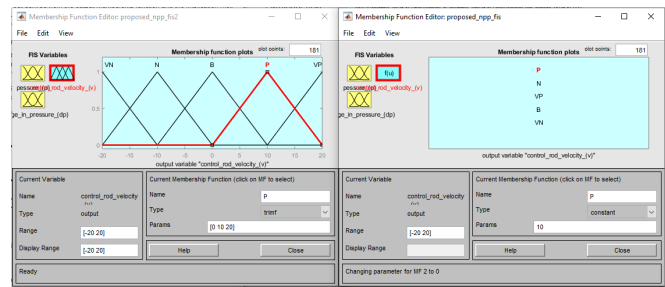 Membership Function Editor: proposed_npp_fis2
File Edit View
FIS Variables
Membership function plots
plot points:
181
VN N B P VP
1
0.5
0
-20 -15 -10 -5 0 5 10 15 20
output variable "control_rod_velocity_(v)"
Current Variable
Name control_rod_velocity
Type output
Range [-20 20]
Display Range [-20 20]
Current Membership Function (click on MF to select)
Name P
Type trimf
Params [0 10 20]
Help Close
Ready
Membership Function Editor: proposed_npp_fis
File Edit View
FIS Variables
f(u)
Membership function plots
plot points:
181
P
N
VP
B
VN
output variable "control_rod_velocity_(v)"
Current Variable
Name control_rod_velocity
Type output
Range [-20 20]
Display Range
Current Membership Function (click on MF to select)
Name P
Type constant
Params 10
Help Close
Changing parameter for MF 2 to 0